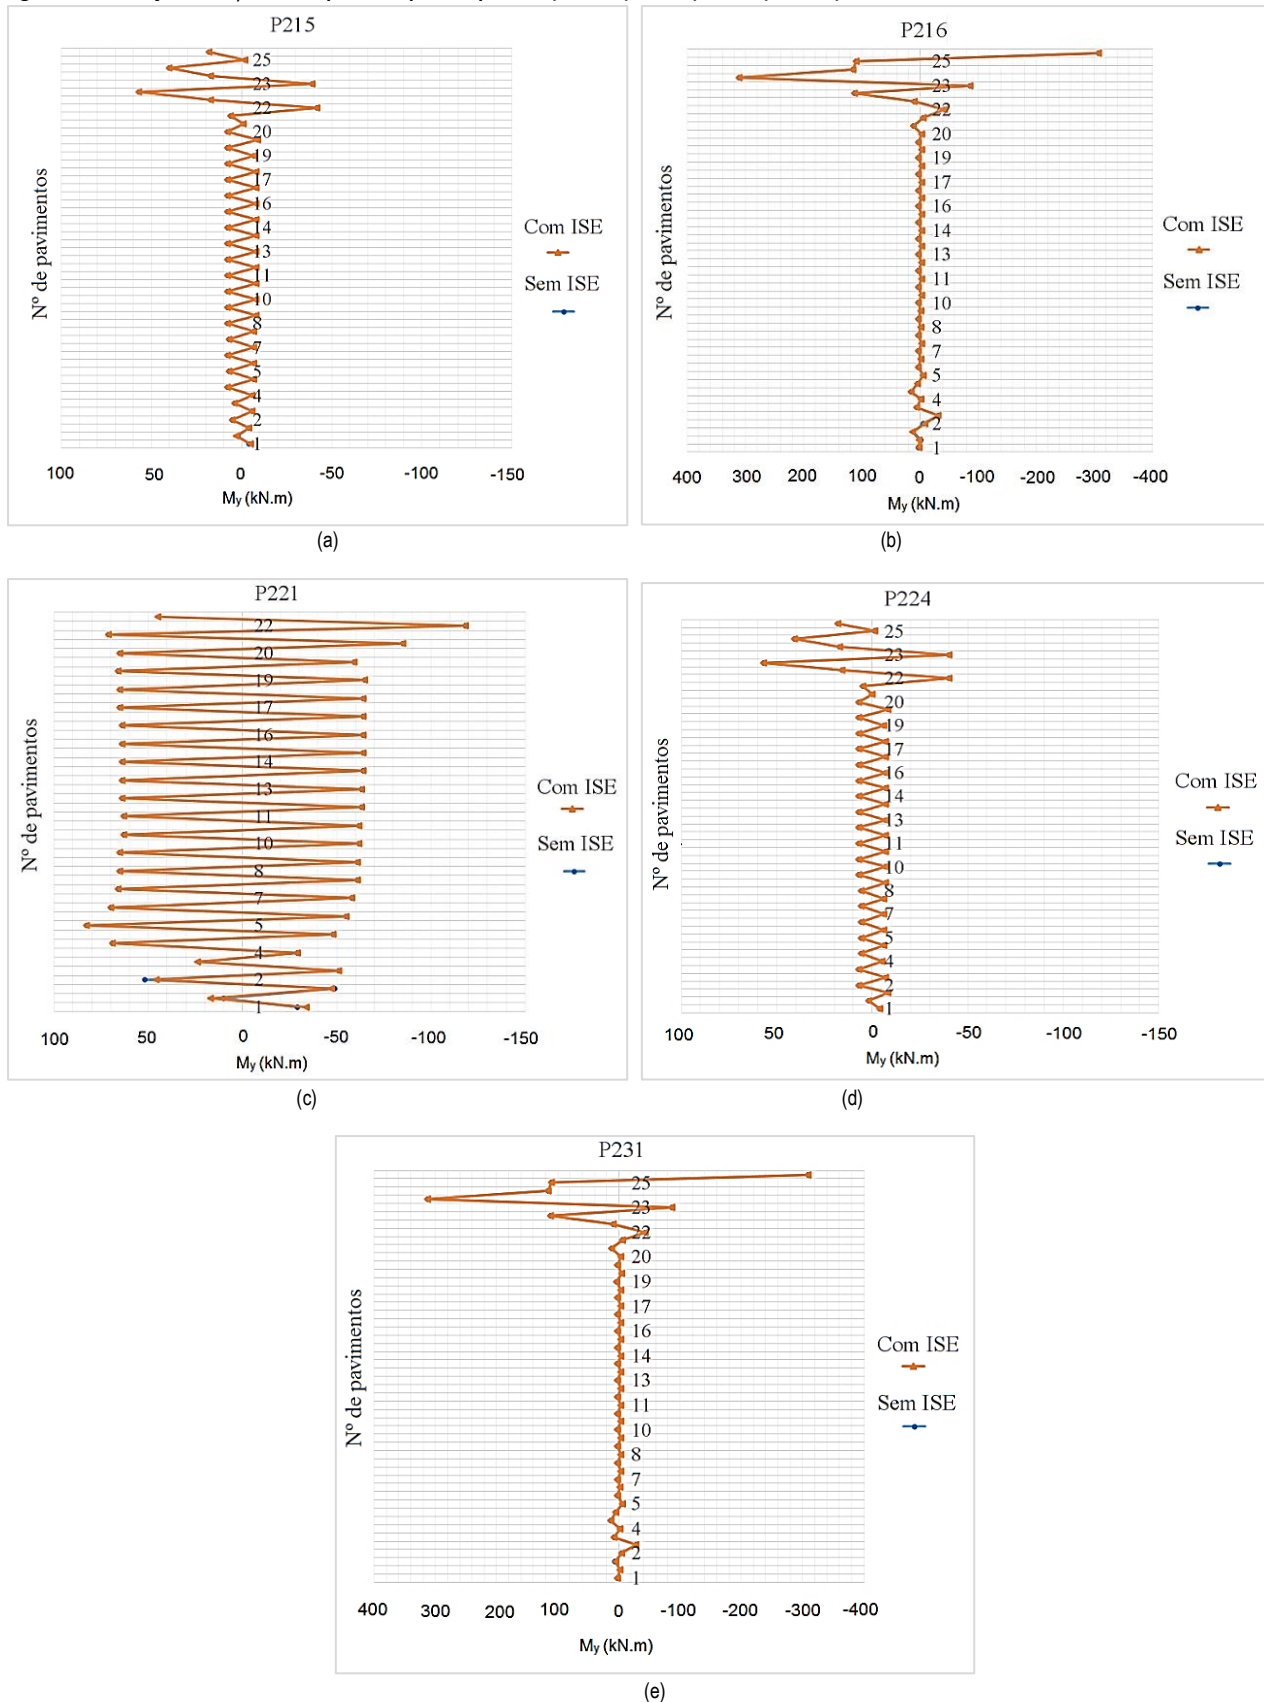 P215
25
23
22
20
19
17
16
14
13
11
10
8
7
5
4
2
1
Nº de pavimentos
Com ISE
Sem ISE
100 50 0 -50 -100 -150
My (kN.m)
(a)
P216
25
23
22
20
19
17
16
14
13
11
10
8
7
5
4
2
1
Nº de pavimentos
Com ISE
Sem ISE
400 300 200 100 0 -100 -200 -300 -400
My (kN.m)
(b)
P221
22
20
19
17
16
14
13
11
10
8
7
5
4
2
1
Nº de pavimentos
Com ISE
Sem ISE
100 50 0 -50 -100 -150
My (kN.m)
(c)
P224
25
23
22
20
19
17
16
14
13
11
10
8
7
5
4
2
1
Nº de pavimentos
Com ISE
Sem ISE
100 50 0 -50 -100 -150
My (kN.m)
(d)
P231
25
23
22
20
19
17
16
14
13
11
10
8
7
5
4
2
1
Nº de pavimentos
Com ISE
Sem ISE
400 300 200 100 0 -100 -200 -300 -400
My (kN.m)
(e)